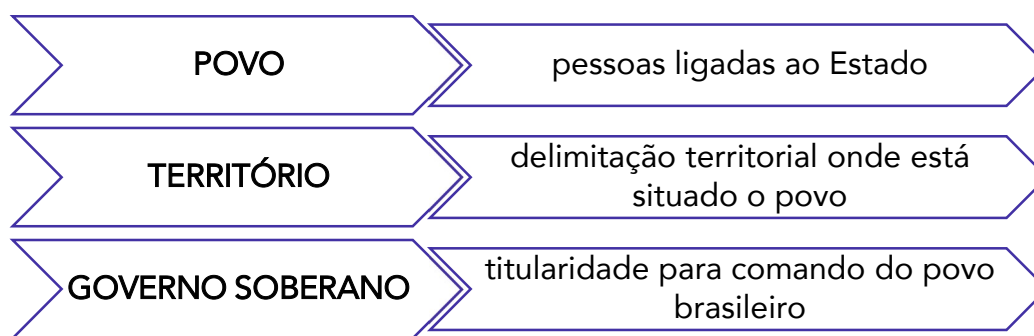 POVO
pessoas ligadas ao Estado
TERRITÓRIO
delimitação territorial onde está
situado o povo
GOVERNO SOBERANO
titularidade para comando do povo
brasileiro